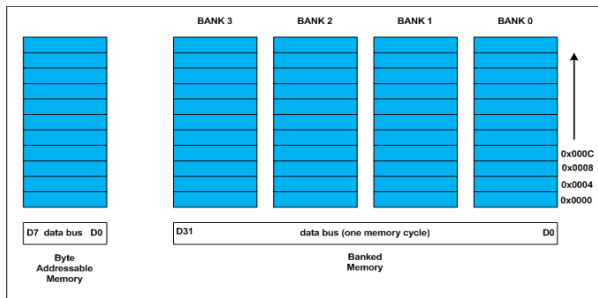 BANK 3 BANK 2 BANK 1 BANK 0
0x000C
0x0008
0x0004
0x0000
D7 data bus D0
D31 data bus (one memory cycle) D0
Byte
Addressable
Memory
Banked
Memory